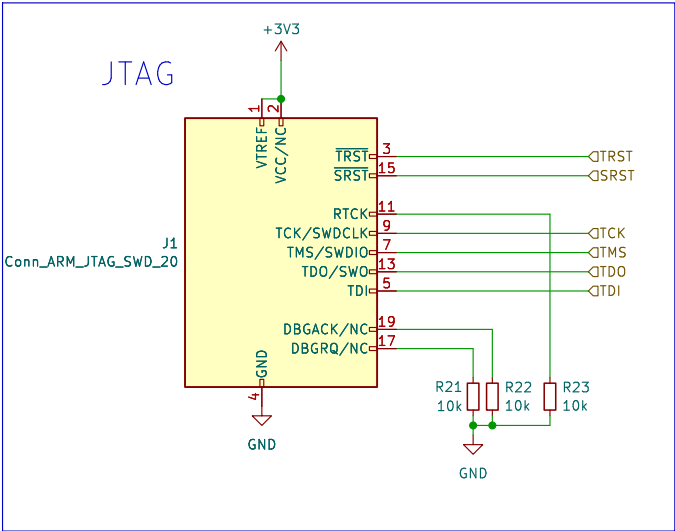 +3V3
JTAG
1
2
VTREF
VCC/NC
TRST
3
TRST
SRST
15
SRST
RTCK
11
TCK/SWDCLK
9
TCK
J1
TMS/SWDIO
7
TMS
Conn_ARM_JTAG_SWD_20
TDO/SWO
13
TDO
TDI
5
TDI
DBGACK/NC
19
DBGRQ/NC
17
GND
4
GND
R21
10k
R22
10k
R23
10k
GND